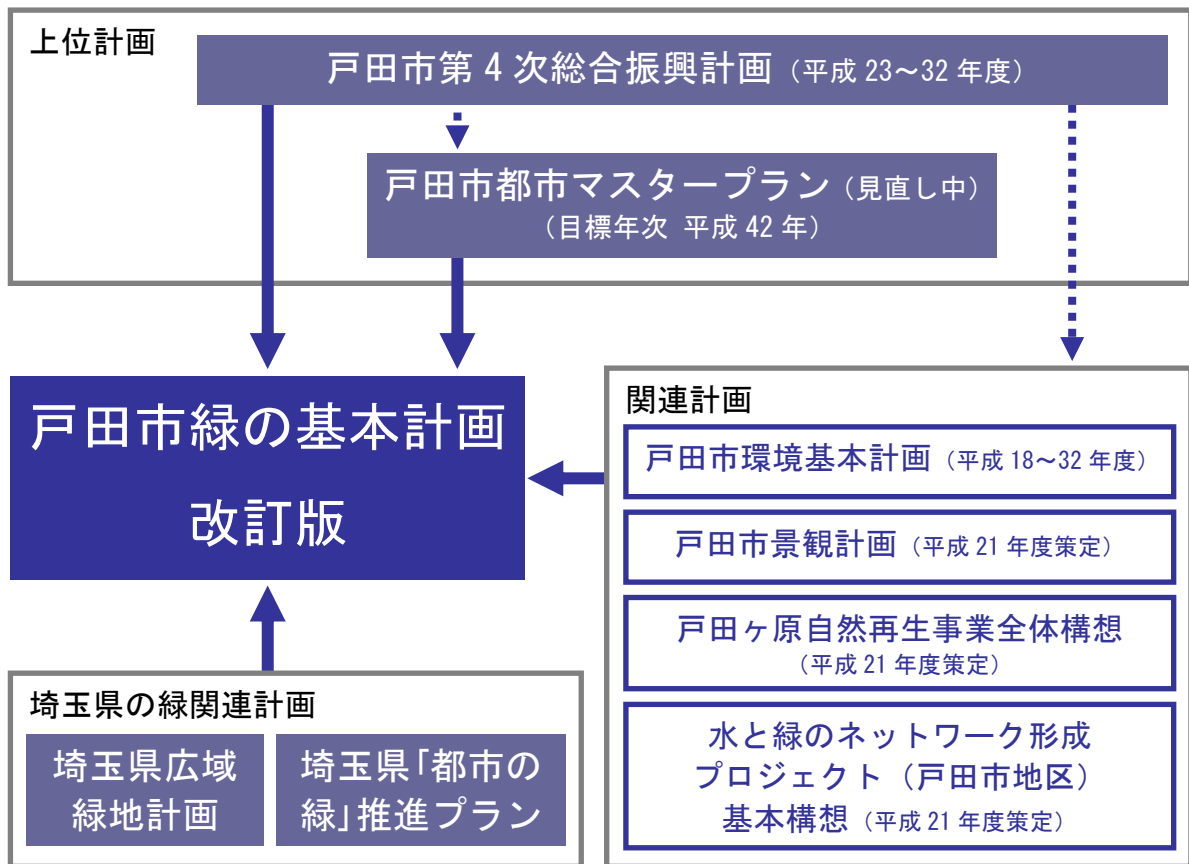 上位計画
戸田市第4次総合振興計画(平成23~32年度)
戸田市都市マスタープラン(見直し中)
(目標年次 平成42年)
戸田市緑の基本計画
改訂版
関連計画
戸田市環境基本計画(平成18~32年度)
戸田市景観計画(平成21年度策定)
戸田ヶ原自然再生事業全体構想
(平成21年度策定)
水と緑のネットワーク形成
プロジェクト(戸田市地区)
基本構想(平成21年度策定)
埼玉県の緑関連計画
埼玉県広域
緑地計画
埼玉県「都市の
緑」推進プラン